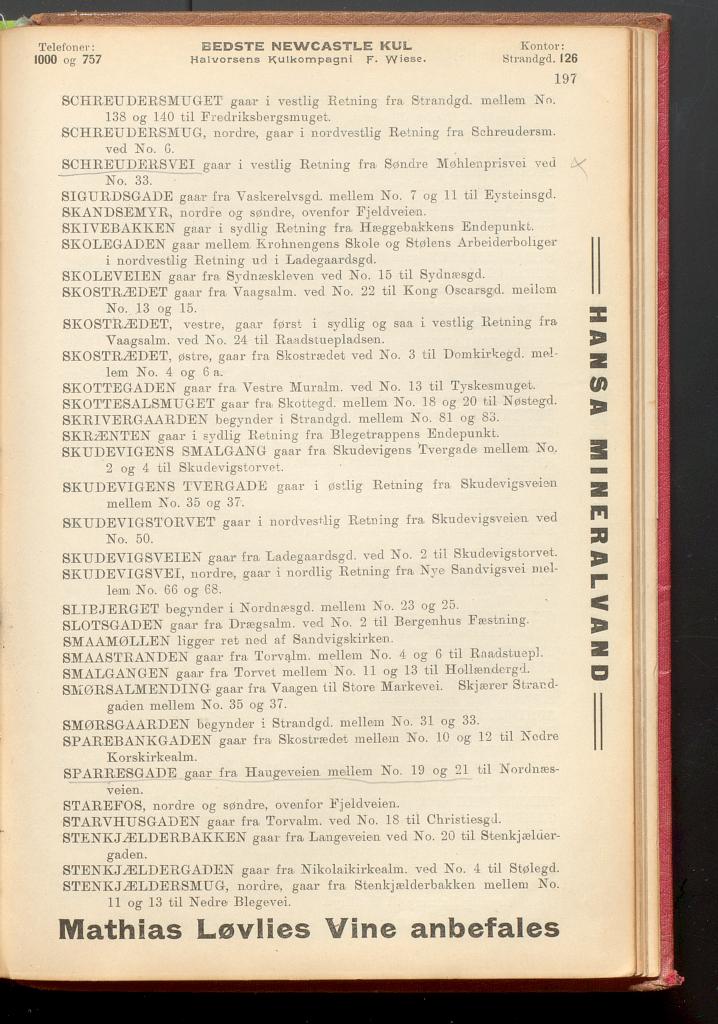 Telefoner:
1000 og 757
BEDSTE NEWCASTLE KUL
Halvorsens Kulkompagni F. Wiese.
Kontor:
Strandgd. 126
197
SCHREUDERSMUGET gaar i vestlig Retning fra Strandgd. mellem No.
138 og 140 til Fredriksbergsmuget.
SCHREUDERSMUG, nordre, gaar i nordvestlig Retning fra Schreudersm.
ved No. 6.
SCHREUDERSVEI gaar i vestlig Retning fra Søndre Møhlenprisvei ved
No. 33.
SIGURDSGADE gaar fra Vaskerelvsgd. mellem No. 7 og 11 til Eysteinsgd.
SKANDSEMYR, nordre og søndre, ovenfor Fjeldveien.
SKIVEBAKKEN gaar i sydlig Retning fra Hæggebakkens Endepunkt.
SKOLEGADEN gaar mellem Krohnengens Skole og Stølens Arbeiderboliger
i nordvestlig Retning ud i Ladegaardsgd.
SKOLEVEIEN gaar fra Sydnæskleven ved No. 15 til Sydnæsgd.
SKOSTRÆDET gaar fra Vaagsalm. ved No. 22 til Kong Oscarsgd. mellem
No. 13 og 15.
SKOSTRÆDET, vestre, gaar først i sydlig og saa i vestlig Retning fra
Vaagsalm. ved No. 24 til Raadstuepladsen.
SKOSTRÆDET, østre, gaar fra Skostrædet ved No. 3 til Domkirkegd. mel-
lem No. 4 og 6 a.
SKOTTEGADEN gaar fra Vestre Muralm. ved No. 13 til Tyskesmuget.
SKOTTESALSMUGET gaar fra Skottegd. mellem No. 18 og 20 til Nøstegd.
SKRIVERGAARDEN begynder i Strandgd. mellem No. 81 og 83.
SKRÆNTEN gaar i sydlig Retning fra Blegetrappens Endepunkt.
SKUDEVIGENS SMALGANG gaar fra Skudevigens Tvergade mellem No.
2 og 4 til Skudevigstorvet.
SKUDEVIGENS TVERGADE gaar i østlig Retning fra Skudevigsveien
mellem No. 35 og 37.
SKUDEVIGSTORVET gaar i nordvestlig Retning fra Skudevigsveien ved
No. 50.
SKUDEVIGSVEIEN gaar fra Ladegaardsgd. ved No. 2 til Skudevigstorvet.
SKUDEVIGSVEI, nordre, gaar i nordlig Retning fra Nye Sandvigsvei mel-
lem No. 66 og 68.
SLIBJERGET begynder i Nordnæsgd. mellem No. 23 og 25.
SLOTSGADEN gaar fra Drægsalm. ved No. 2 til Bergenhus Fæstning.
SMAAMØLLEN ligger ret ned af Sandvigskirken.
SMAASTRANDEN gaar fra Torvalm. mellem No. 4 og 6 til Raadstuepl.
SMALGANGEN gaar fra Torvet mellem No. 11 og 13 til Hollændergd.
SMØRSALMENDING gaar fra Vaagen til Store Markevei. Skjærer Strand-
gaden mellem No. 35 og 37.
SMØRSGAARDEN begynder i Strandgd. mellem No. 31 og 33.
SPAREBANKGADEN gaar fra Skostrædet mellem No. 10 og 12 til Nedre
Korskirkealm.
SPARRESGADE gaar fra Haugeveien mellem No. 19 og 21 til Nordnæs-
veien.
STAREFOS, nordre og søndre, ovenfor Fjeldveien.
STARVHUSGADEN gaar fra Torvalm. ved No. 18 til Christiesgd.
STENKJÆLDERBAKKEN gaar fra Langeveien ved No. 20 til Stenkjælder-
gaden.
STENKJÆLDERGADEN gaar fra Nikolaikirkealm. ved No. 4 til Stølegd.
STENKJÆLDERSMUG, nordre, gaar fra Stenkjælderbakken mellem No.
11 og 13 til Nedre Blegevei.
HANSA MINERALVAND
Mathias Løvlies Vine anbefales